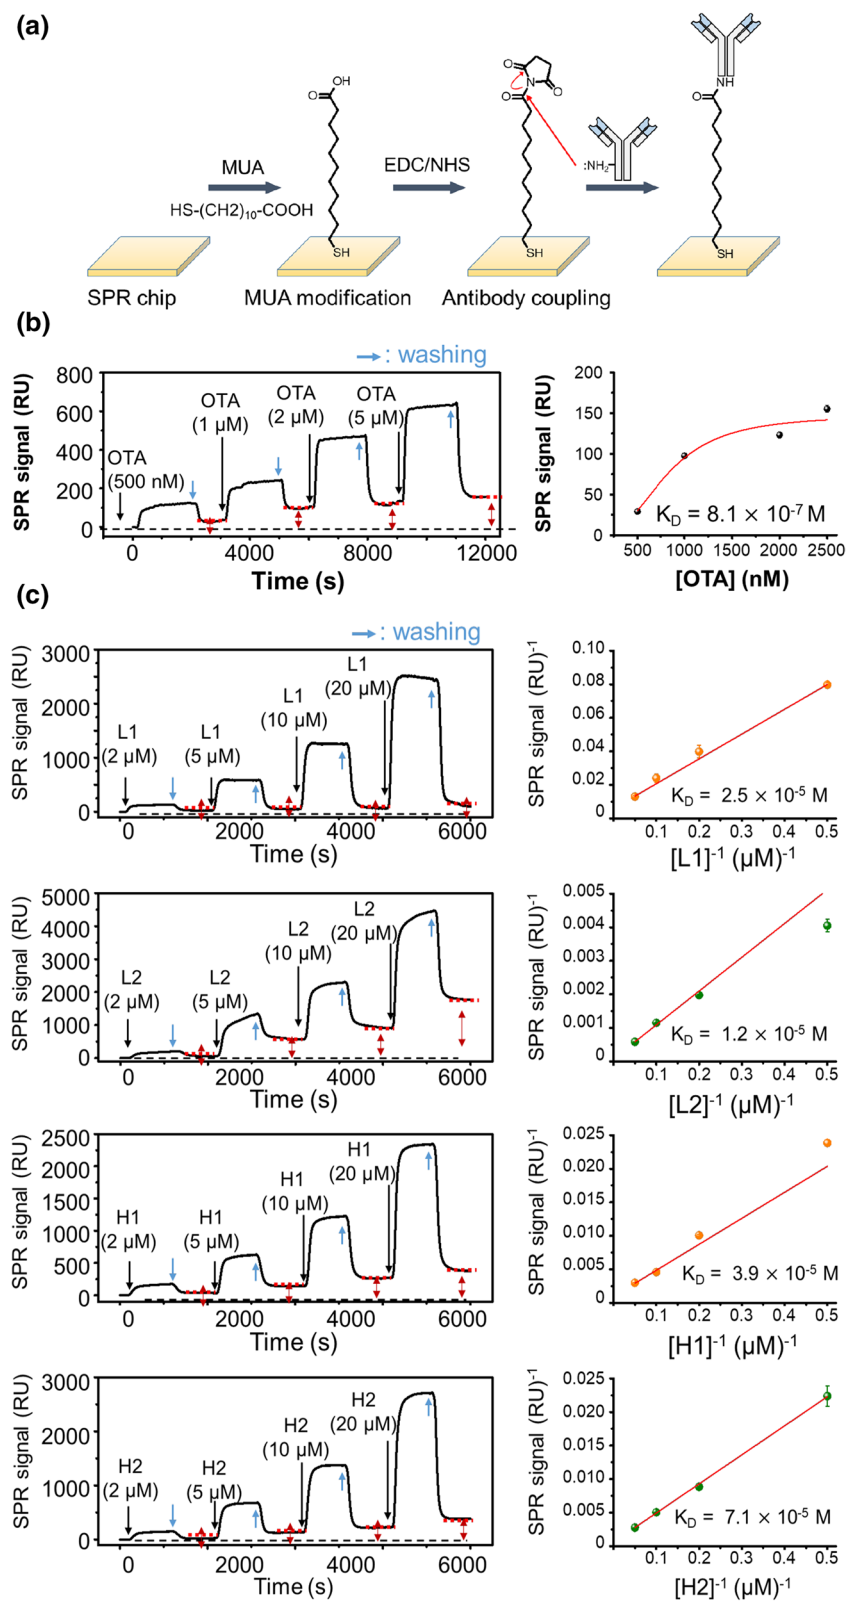 (a)
MUA
HS-(CH2)10-COOH
EDC/NHS
O
OH
O
N
O
O
:NH2
NH
O
SH
SH
SH
SPR chip
MUA modification
Antibody coupling
(b)
: washing
SPR signal (RU)
800
600
400
200
0
OTA
(500 nM)
OTA
(1 µM)
OTA
(2 µM)
OTA
(5 µM)
0
4000
8000
12000
Time (s)
SPR signal (RU)
200
150
100
50
0
KD = 8.1 × 10-7 M
500
1000
1500
2000
2500
[OTA] (nM)
(c)
: washing
SPR signal (RU)
3000
2000
1000
0
L1
(2 µM)
L1
(5 µM)
L1
(10 µM)
L1
(20 µM)
0
2000
4000
6000
Time (s)
SPR signal (RU)-1
0.10
0.08
0.06
0.04
0.02
0
KD = 2.5 × 10-5 M
0.1
0.2
0.3
0.4
0.5
[L1]-1 (µM)-1
SPR signal (RU)
5000
4000
3000
2000
1000
0
L2
(2 µM)
L2
(5 µM)
L2
(10 µM)
L2
(20 µM)
0
2000
4000
6000
Time (s)
SPR signal (RU)-1
0.005
0.004
0.003
0.002
0.001
0
KD = 1.2 × 10-5 M
0.1
0.2
0.3
0.4
0.5
[L2]-1 (µM)-1
SPR signal (RU)
2500
2000
1500
1000
500
0
H1
(2 µM)
H1
(5 µM)
H1
(10 µM)
H1
(20 µM)
0
2000
4000
6000
Time (s)
SPR signal (RU)-1
0.025
0.020
0.015
0.010
0.005
0
KD = 3.9 × 10-5 M
0.1
0.2
0.3
0.4
0.5
[H1]-1 (µM)-1
SPR signal (RU)
3000
2000
1000
0
H2
(2 µM)
H2
(5 µM)
H2
(10 µM)
H2
(20 µM)
0
2000
4000
6000
Time (s)
SPR signal (RU)-1
0.025
0.020
0.015
0.010
0.005
0
KD = 7.1 × 10-5 M
0.1
0.2
0.3
0.4
0.5
[H2]-1 (µM)-1